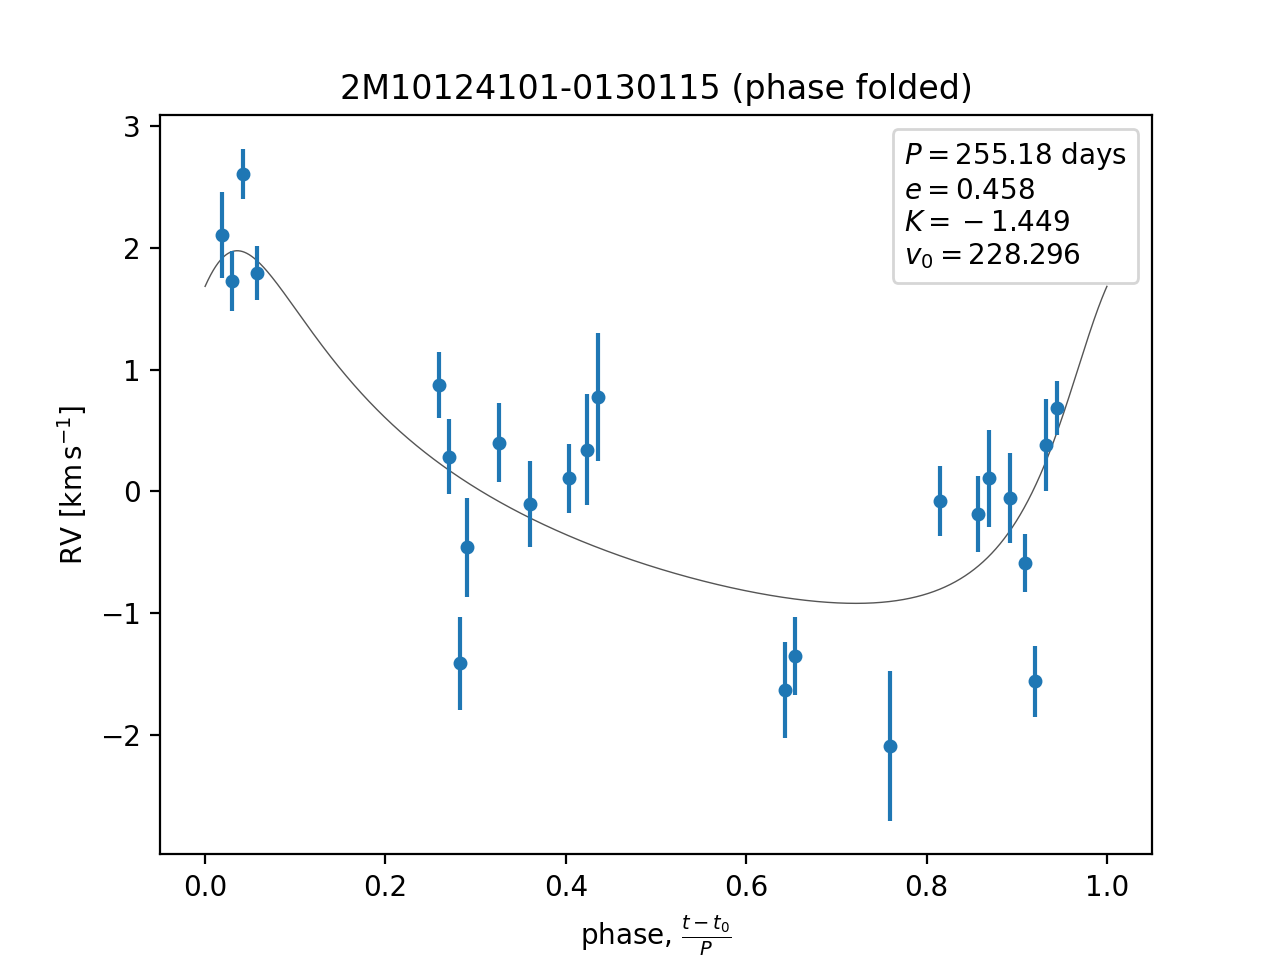 2M10124101-0130115 (phase folded)
P = 255.18 days
e = 0.458
K = −1.449
v₀ = 228.296
3
2
1
0
−1
−2
RV [km s⁻¹]
0.0 0.2 0.4 0.6 0.8 1.0
phase, (t − t₀)/P